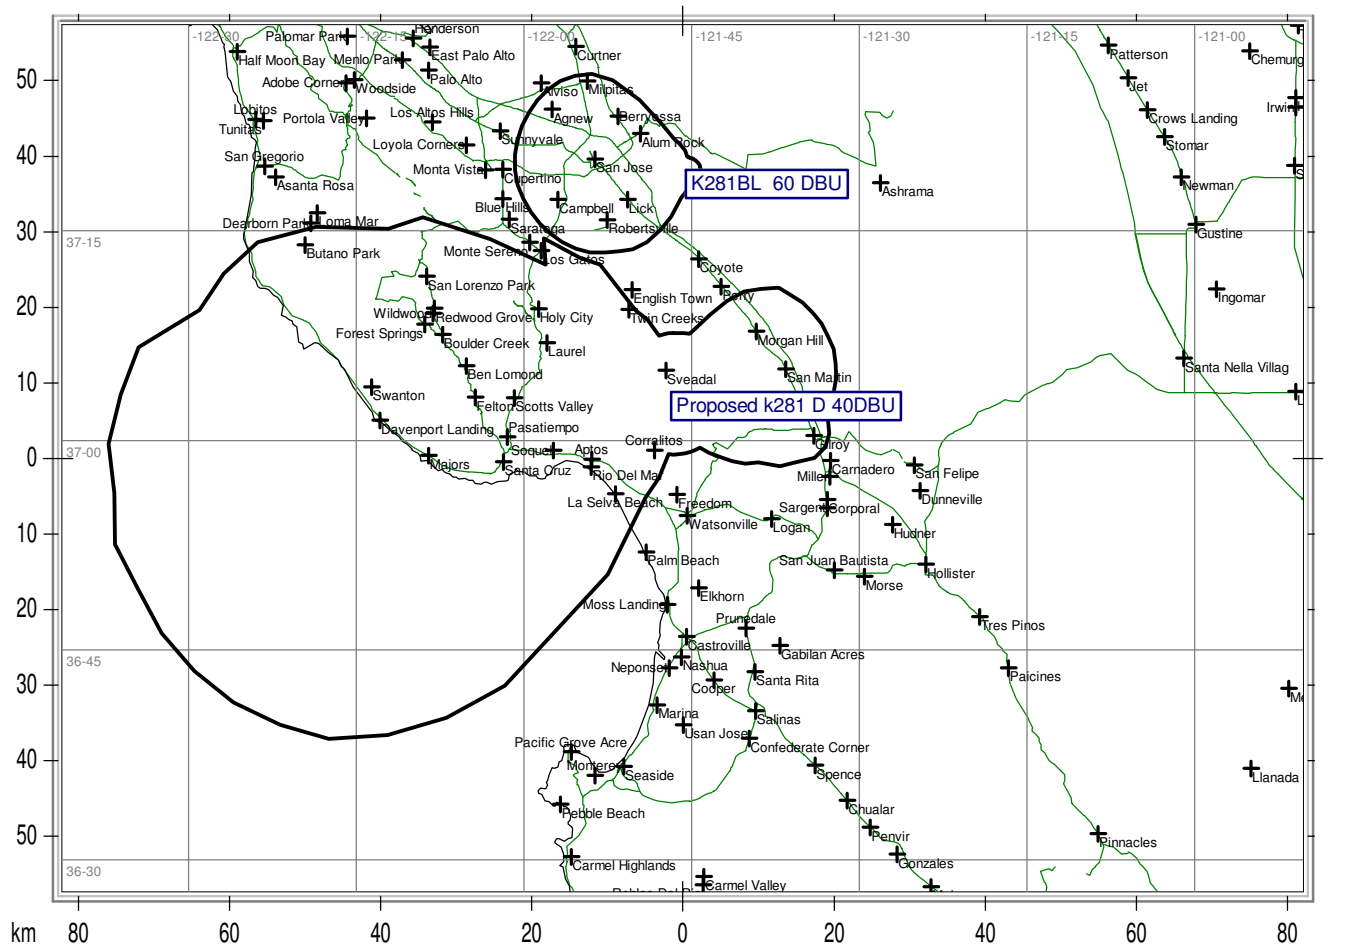 Henderson
Palomar Park
-122-30
-122-15
-122-00
-121-45
-121-30
-121-15
-121-00
East Palo Alto
Curtner
Patterson
Half Moon Bay
Menlo Park
Chemurg
Palo Alto
50
Adobe Corner
Woodside
Alviso
Milpitas
Jet
Irwin
Lobitos
Los Altos Hills
Portola Valley
Agnew
Berryessa
Crows Landing
Tunitas
Sunnyvale
Alum Rock
Stomar
Loyola Corners
40
San Gregorio
Monta Vista
San Jose
Cupertino
Asanta Rosa
K281BL 60 DBU
Ashrama
Newman
Blue Hills
Campbell
Lick
Dearborn Park
Loma Mar
Saratoga
Robertsville
30
Gustine
37-15
Butano Park
Monte Sereno
Los Gatos
Coyote
San Lorenzo Park
English Town
Perry
Ingomar
20
Wildwood
Redwood Grove
Holy City
Twin Creeks
Forest Springs
Boulder Creek
Laurel
Morgan Hill
Santa Nella Villag
Ben Lomond
Sveadal
San Martin
10
Swanton
Felton
Scotts Valley
Proposed k281 D 40DBU
Davenport Landing
Pasatiempo
Corralitos
Gilroy
37-00
Soquel
Aptos
0
Majors
Santa Cruz
Rio Del Mar
Miller
Carnadero
San Felipe
La Selva Beach
Freedom
Sargent
Corporal
Dunneville
10
Watsonville
Logan
Hudner
Palm Beach
San Juan Bautista
Hollister
Morse
20
Moss Landing
Elkhorn
Prunedale
Tres Pinos
Castroville
Gabilan Acres
36-45
Neponset
Nashua
Santa Rita
Paicines
30
Cooper
Me
Marina
Salinas
Usan Jose
Pacific Grove Acre
Confederate Corner
40
Monterey
Seaside
Spence
Llanada
Pebble Beach
Chualar
50
Penvir
Pinnacles
36-30
Carmel Highlands
Gonzales
Carmel Valley
km
80
60
40
20
0
20
40
60
80